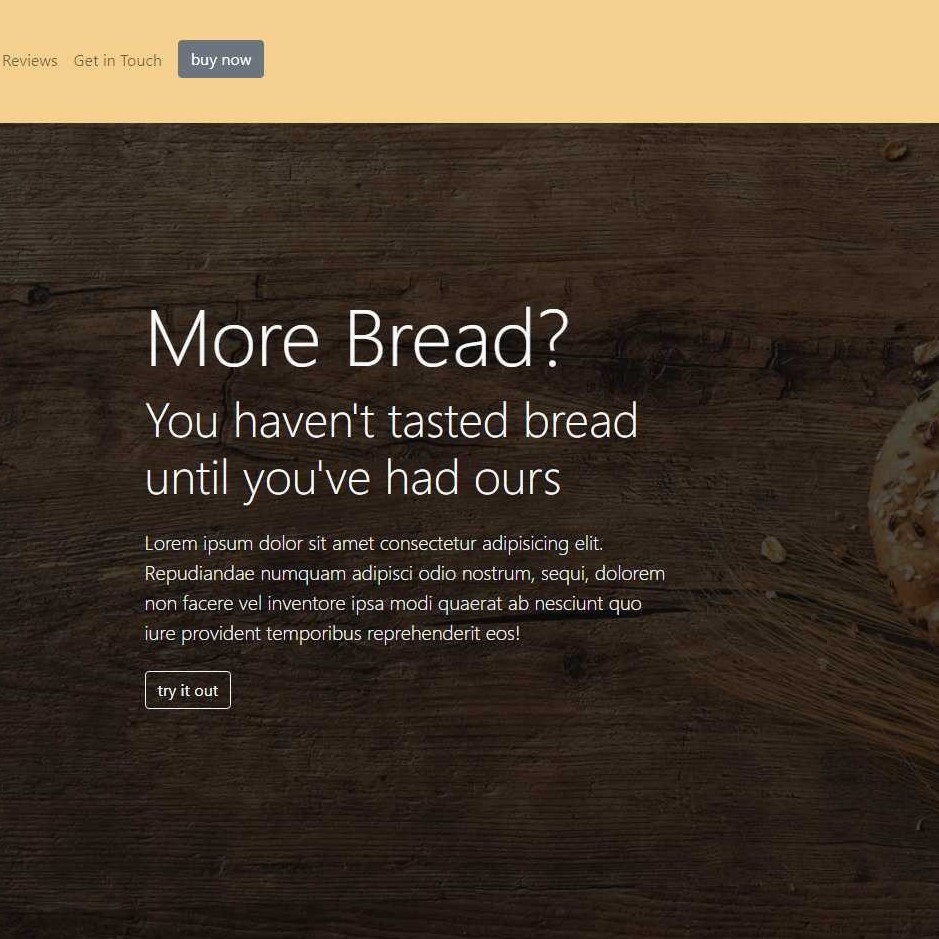 Reviews Get in Touch buy now
More Bread?
You haven't tasted bread
until you've had ours
Lorem ipsum dolor sit amet consectetur adipisicing elit.
Repudiandae numquam adipisci odio nostrum, sequi, dolorem
non facere vel inventore ipsa modi quaerat ab nesciunt quo
iure provident temporibus reprehenderit eos!
try it out